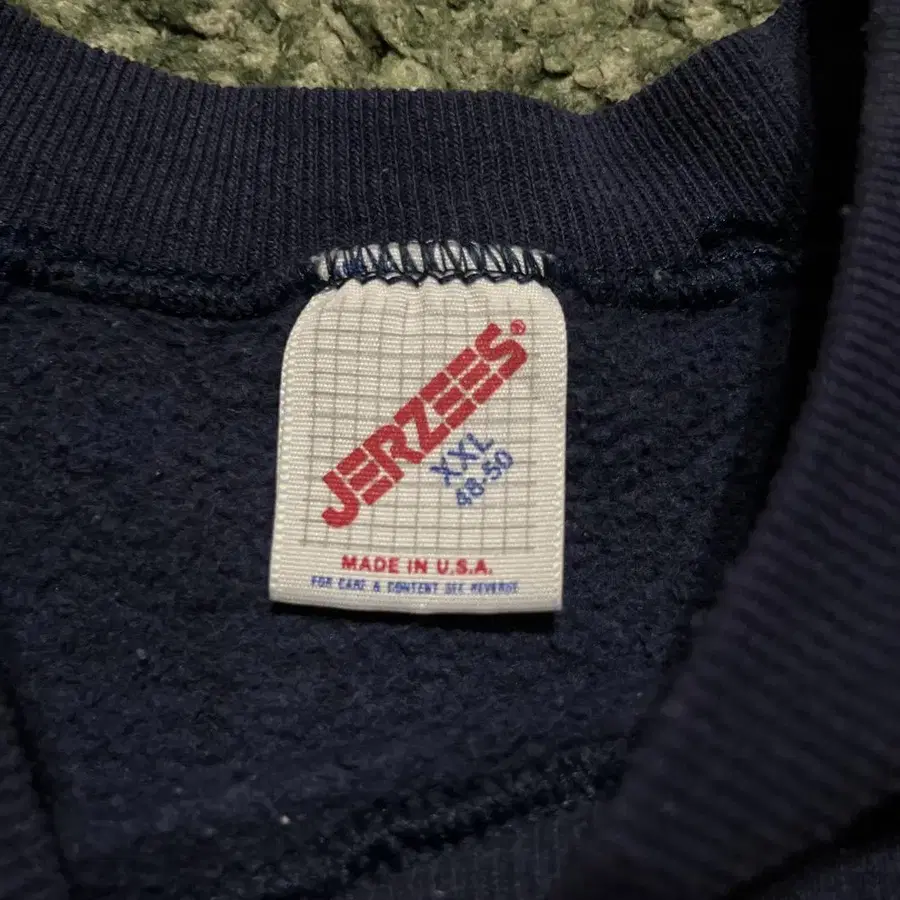 JERZEES®
XXL
48-50
MADE IN U.S.A.
FOR CARE & CONTENT SEE REVERSE